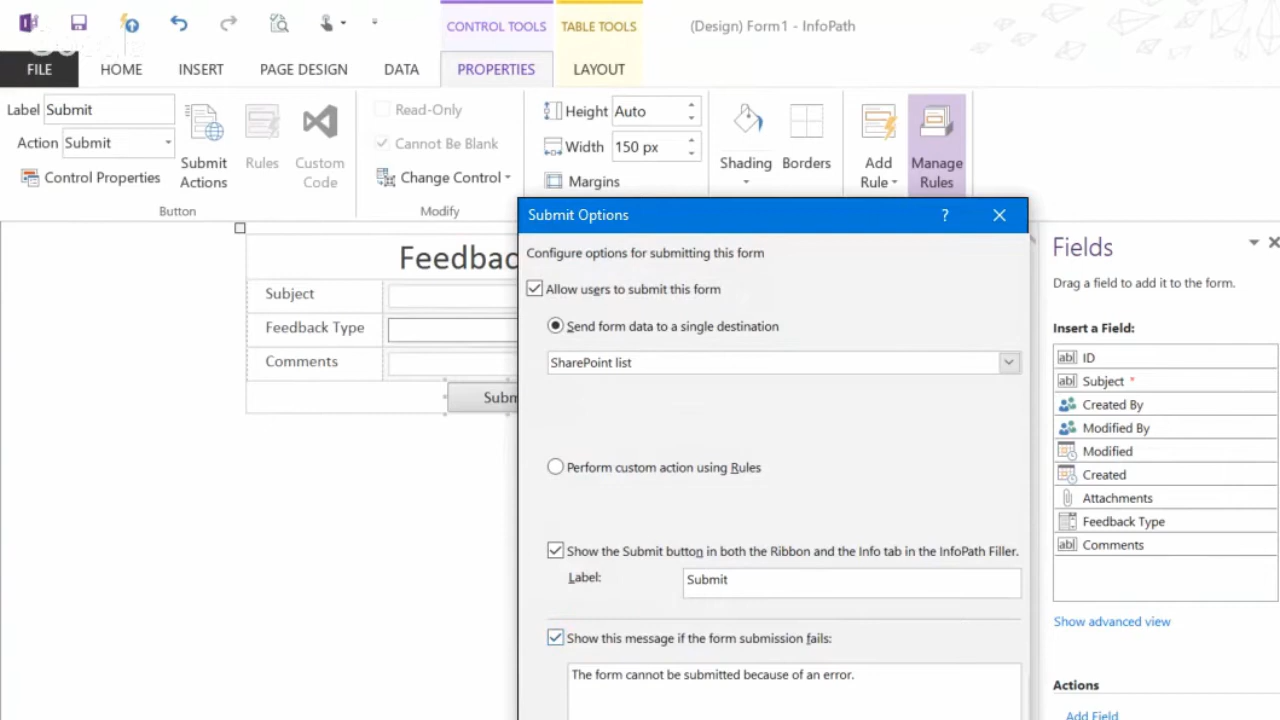 CONTROL TOOLS
TABLE TOOLS
(Design) Form1 - InfoPath
FILE
HOME
INSERT
PAGE DESIGN
DATA
PROPERTIES
LAYOUT
Label
Submit
Action
Submit
Control Properties
Submit
Actions
Rules
Custom
Code
Button
Read-Only
Cannot Be Blank
Change Control
Modify
Height
Auto
Width
150 px
Margins
Shading
Borders
Add
Rule
Manage
Rules
Feedbac
Subject
Feedback Type
Comments
Subm
Submit Options
?
Configure options for submitting this form
Allow users to submit this form
Send form data to a single destination
SharePoint list
Perform custom action using Rules
Show the Submit button in both the Ribbon and the Info tab in the InfoPath Filler.
Label:
Submit
Show this message if the form submission fails:
The form cannot be submitted because of an error.
Fields
Drag a field to add it to the form.
Insert a Field:
ab| ID
ab| Subject *
Created By
Modified By
Modified
Created
Attachments
Feedback Type
ab| Comments
Show advanced view
Actions
Add Field